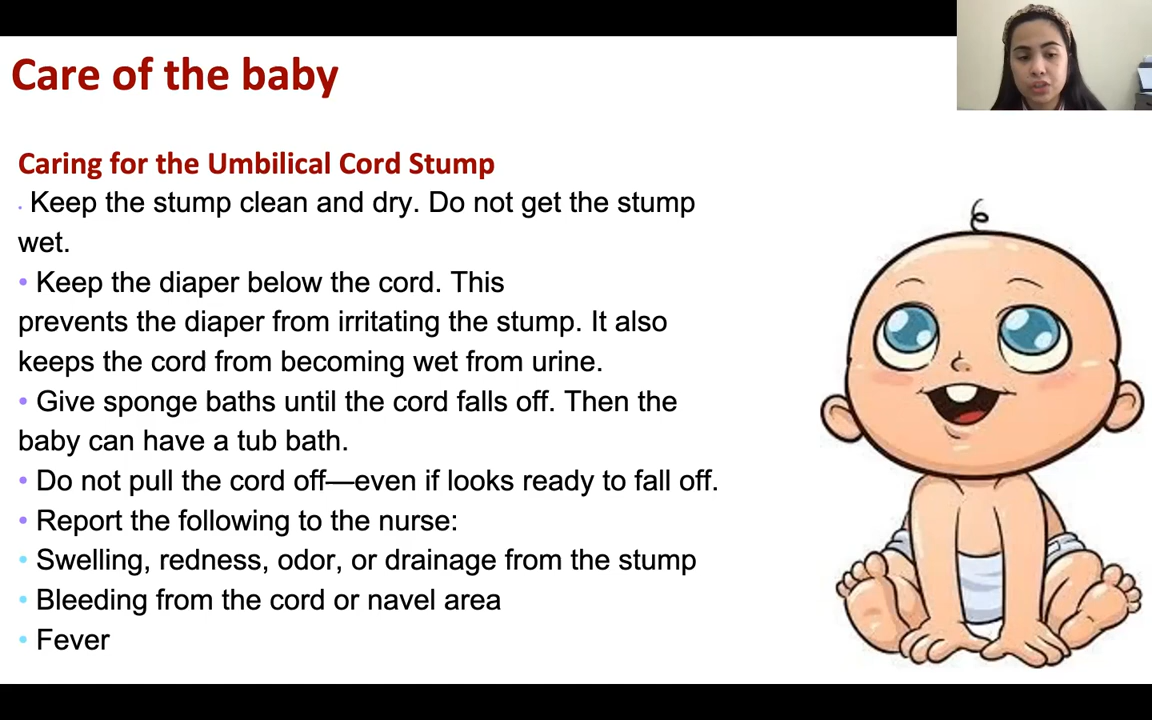 Care of the baby
Caring for the Umbilical Cord Stump
· Keep the stump clean and dry. Do not get the stump
wet.
• Keep the diaper below the cord. This
prevents the diaper from irritating the stump. It also
keeps the cord from becoming wet from urine.
• Give sponge baths until the cord falls off. Then the
baby can have a tub bath.
• Do not pull the cord off—even if looks ready to fall off.
• Report the following to the nurse:
• Swelling, redness, odor, or drainage from the stump
• Bleeding from the cord or navel area
• Fever